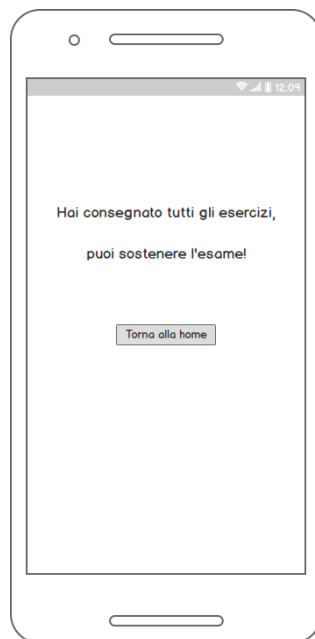 12:09
Hai consegnato tutti gli esercizi,
puoi sostenere l'esame!
Torna alla home